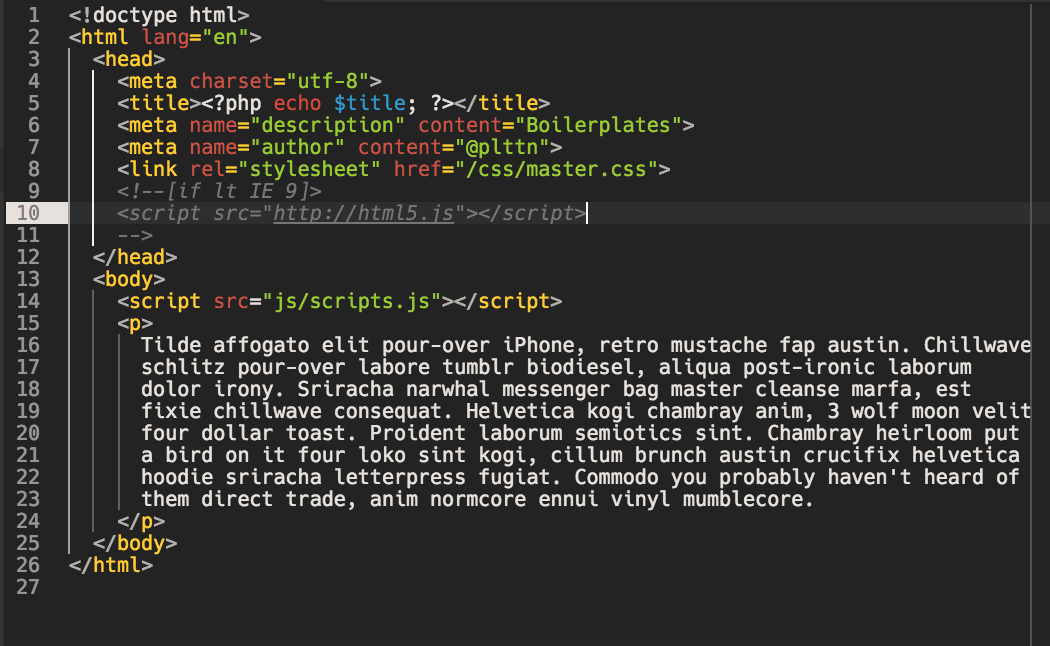 1 <!doctype html>
2 <html lang="en">
3 <head>
4 <meta charset="utf-8">
5 <title><?php echo $title; ?></title>
6 <meta name="description" content="Boilerplates">
7 <meta name="author" content="@plttn">
8 <link rel="stylesheet" href="/css/master.css">
9 <!--[if lt IE 9]>
10 <script src="http://html5.js"></script>
11 -->
12 </head>
13 <body>
14 <script src="js/scripts.js"></script>
15 <p>
16 Tilde affogato elit pour-over iPhone, retro mustache fap austin. Chillwave
17 schlitz pour-over labore tumblr biodiesel, aliqua post-ironic laborum
18 dolor irony. Sriracha narwhal messenger bag master cleanse marfa, est
19 fixie chillwave consequat. Helvetica kogi chambray anim, 3 wolf moon velit
20 four dollar toast. Proident laborum semiotics sint. Chambray heirloom put
21 a bird on it four loko sint kogi, cillum brunch austin crucifix helvetica
22 hoodie sriracha letterpress fugiat. Commodo you probably haven't heard of
23 them direct trade, anim normcore ennui vinyl mumblecore.
24 </p>
25 </body>
26 </html>
27